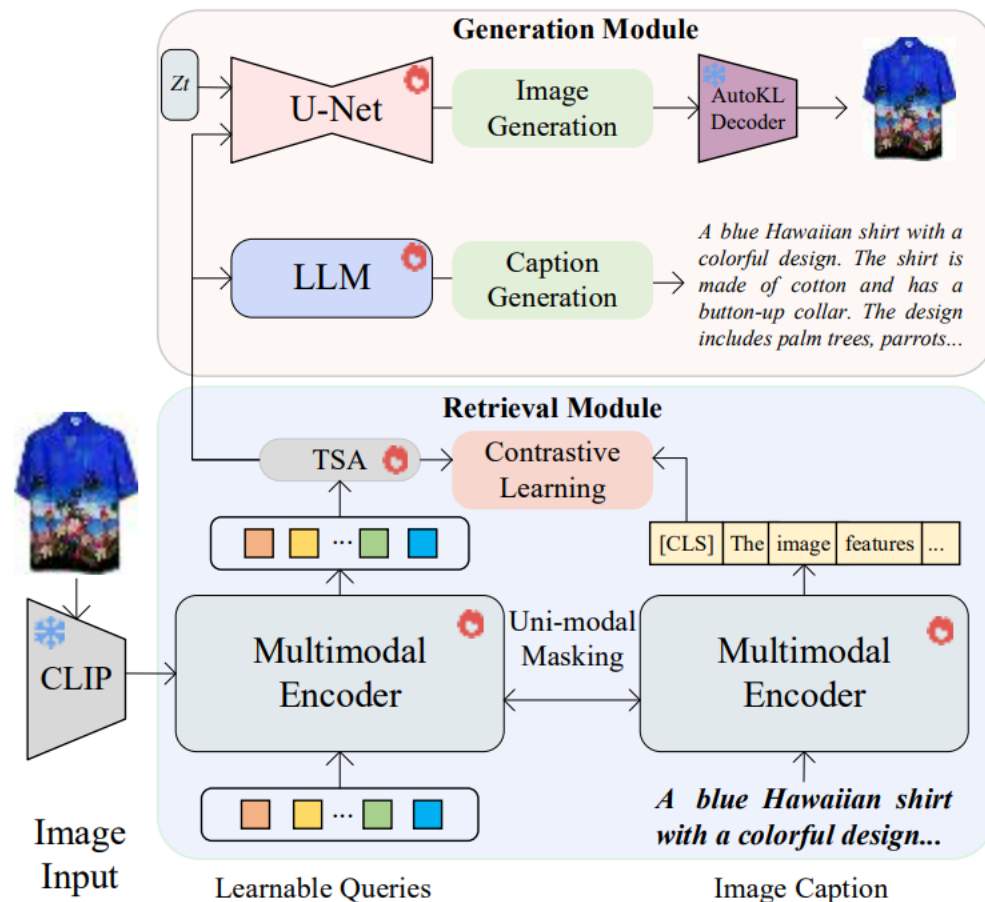 Generation Module
Zt
U-Net
Image
Generation
AutoKL
Decoder
LLM
Caption
Generation
A blue Hawaiian shirt with a
colorful design. The shirt is
made of cotton and has a
button-up collar. The design
includes palm trees, parrots...
Retrieval Module
TSA
Contrastive
Learning
...
[CLS] The image features ...
CLIP
Multimodal
Encoder
Uni-modal
Masking
Multimodal
Encoder
...
A blue Hawaiian shirt
with a colorful design...
Image
Input
Learnable Queries
Image Caption